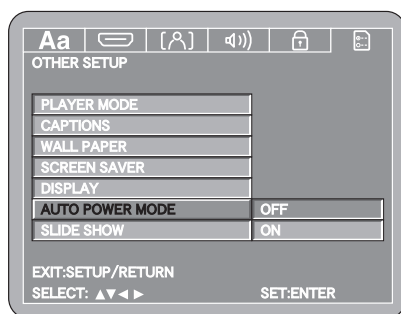 Aa
OTHER SETUP
PLAYER MODE
CAPTIONS
WALL PAPER
SCREEN SAVER
DISPLAY
AUTO POWER MODE OFF
SLIDE SHOW ON
EXIT:SETUP/RETURN
SELECT: ▲▼◄► SET:ENTER